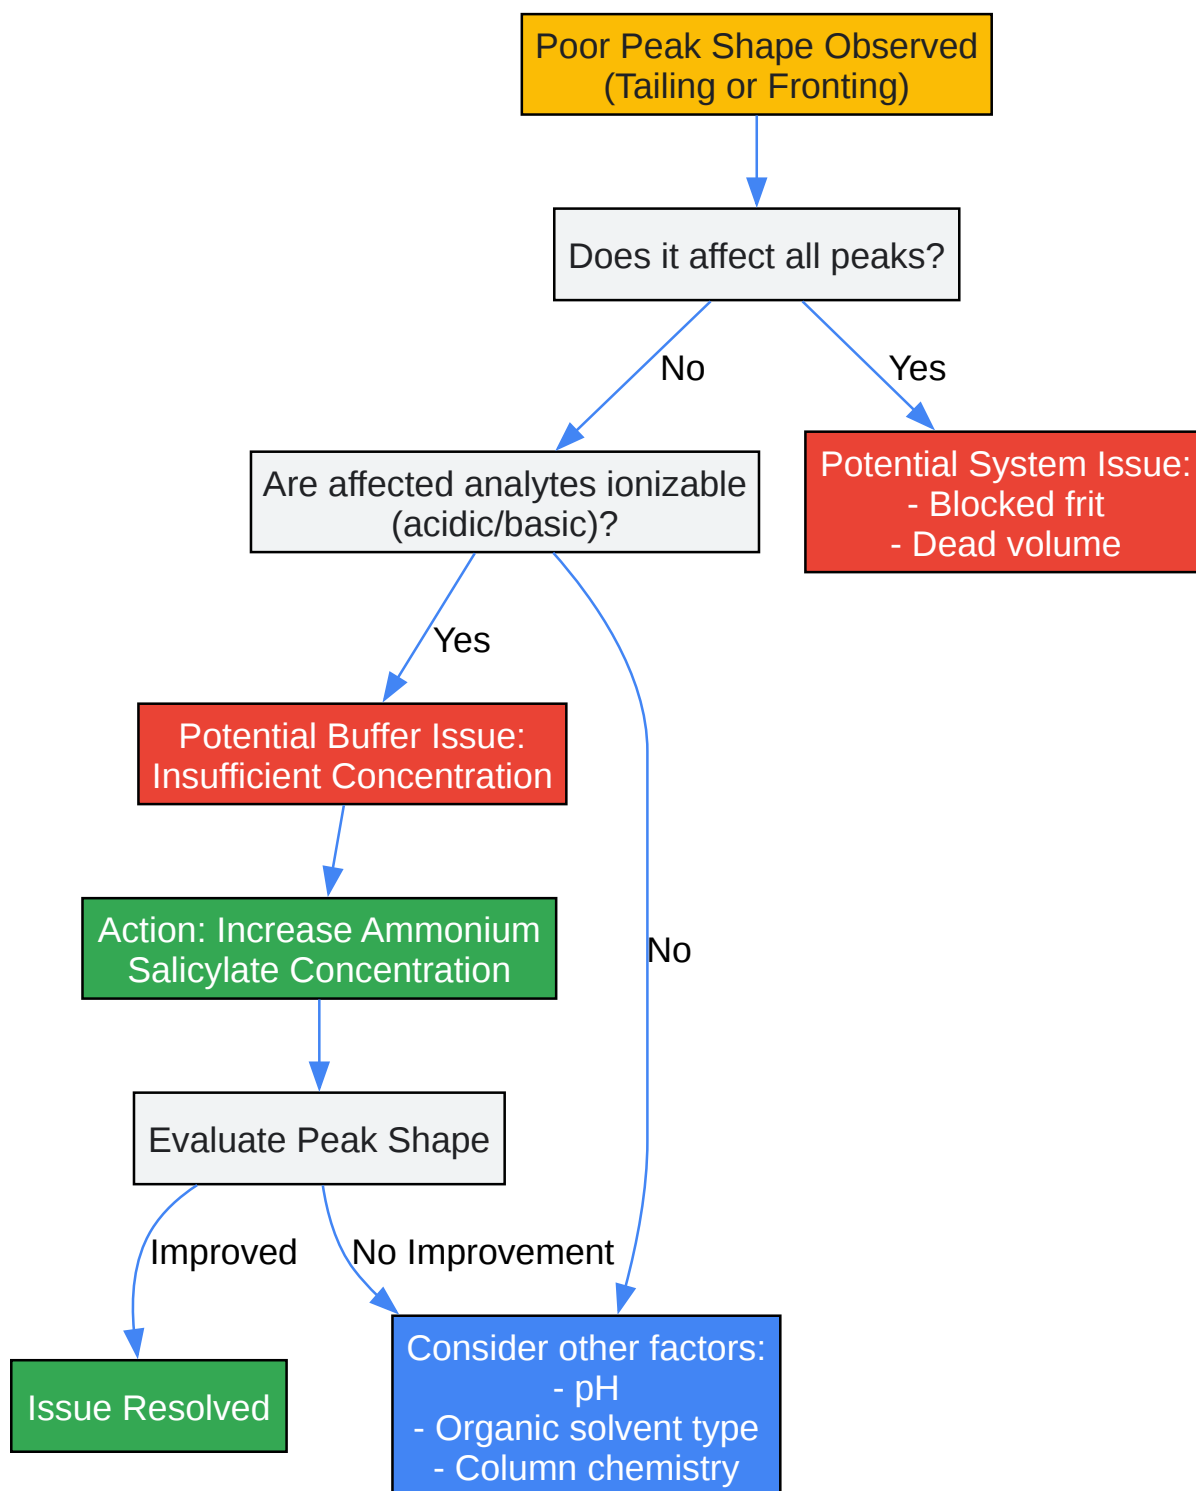 Poor Peak Shape Observed
(Tailing or Fronting)
Does it affect all peaks?
No
Yes
Are affected analytes ionizable
(acidic/basic)?
Potential System Issue:
- Blocked frit
- Dead volume
Yes
Potential Buffer Issue:
Insufficient Concentration
Action: Increase Ammonium
Salicylate Concentration
No
Evaluate Peak Shape
Improved
No Improvement
Issue Resolved
Consider other factors:
- pH
- Organic solvent type
- Column chemistry